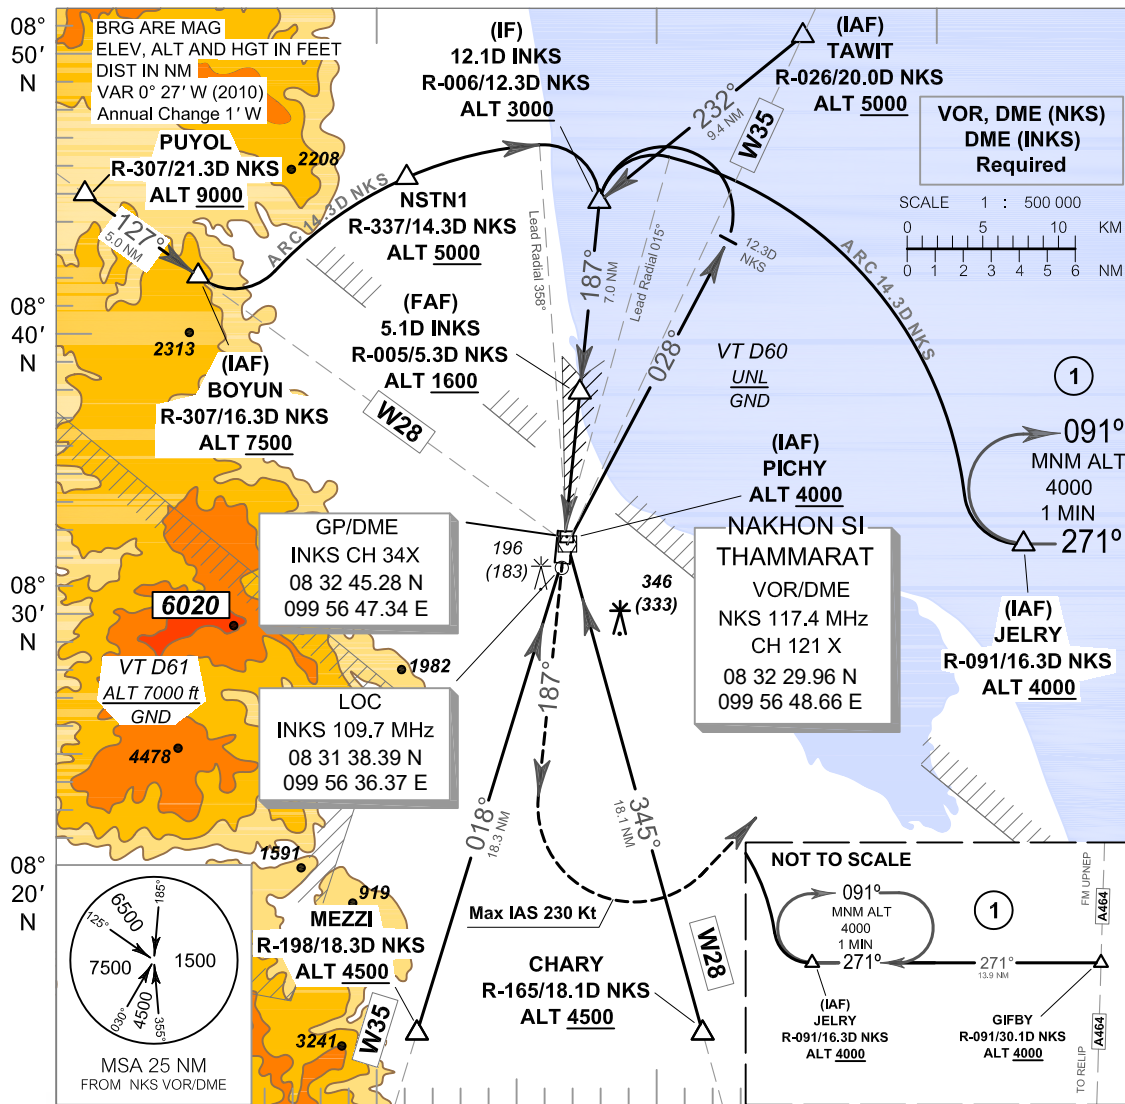 08°
50'
N
BRG ARE MAG
ELEV, ALT AND HGT IN FEET
DIST IN NM
VAR 0° 27' W (2010)
Annual Change 1' W
PUYOL
R-307/21.3D NKS
ALT 9000
2208
127°
5.0 NM
ARC 14.3D NKS
NSTN1
R-337/14.3D NKS
ALT 5000
(IF)
12.1D INKS
R-006/12.3D NKS
ALT 3000
(IAF)
TAWIT
R-026/20.0D NKS
ALT 5000
232°
9.4 NM
W35
VOR, DME (NKS)
DME (INKS)
Required
SCALE 1 : 500 000
5 10 KM
0 1 2 3 4 5 6 NM
Lead Radial 358°
187°
7.0 NM
Lead Radial 015°
12.3D
NKS
ARC 14.3D NKS
08°
40'
N
2313
(IAF)
BOYUN
R-307/16.3D NKS
ALT 7500
(FAF)
5.1D INKS
R-005/5.3D NKS
ALT 1600
W28
028°
VT D60
UNL
GND
1
091º
MNM ALT
4000
1 MIN
271º
(IAF)
PICHY
ALT 4000
(IAF)
JELRY
R-091/16.3D NKS
ALT 4000
GP/DME
INKS CH 34X
08 32 45.28 N
099 56 47.34 E
196
(183)
346
(333)
NAKHON SI
THAMMARAT
VOR/DME
NKS 117.4 MHz
CH 121 X
08 32 29.96 N
099 56 48.66 E
08°
30'
N
6020
1982
VT D61
ALT 7000 ft
GND
4478
LOC
INKS 109.7 MHz
08 31 38.39 N
099 56 36.37 E
187°
018°
18.3 NM
345°
18.1 NM
08°
20'
N
1591
919
MEZZI
R-198/18.3D NKS
ALT 4500
W35
3241
Max IAS 230 Kt
CHARY
R-165/18.1D NKS
ALT 4500
W28
6500
185°
125°
7500
1500
030°
4500
355°
MSA 25 NM
FROM NKS VOR/DME
NOT TO SCALE
091º
MNM ALT
4000
1 MIN
271º
1
271°
13.9 NM
(IAF)
JELRY
R-091/16.3D NKS
ALT 4000
GIFBY
R-091/30.1D NKS
ALT 4000
FM UPNEP
A464
A464
TO RELIP